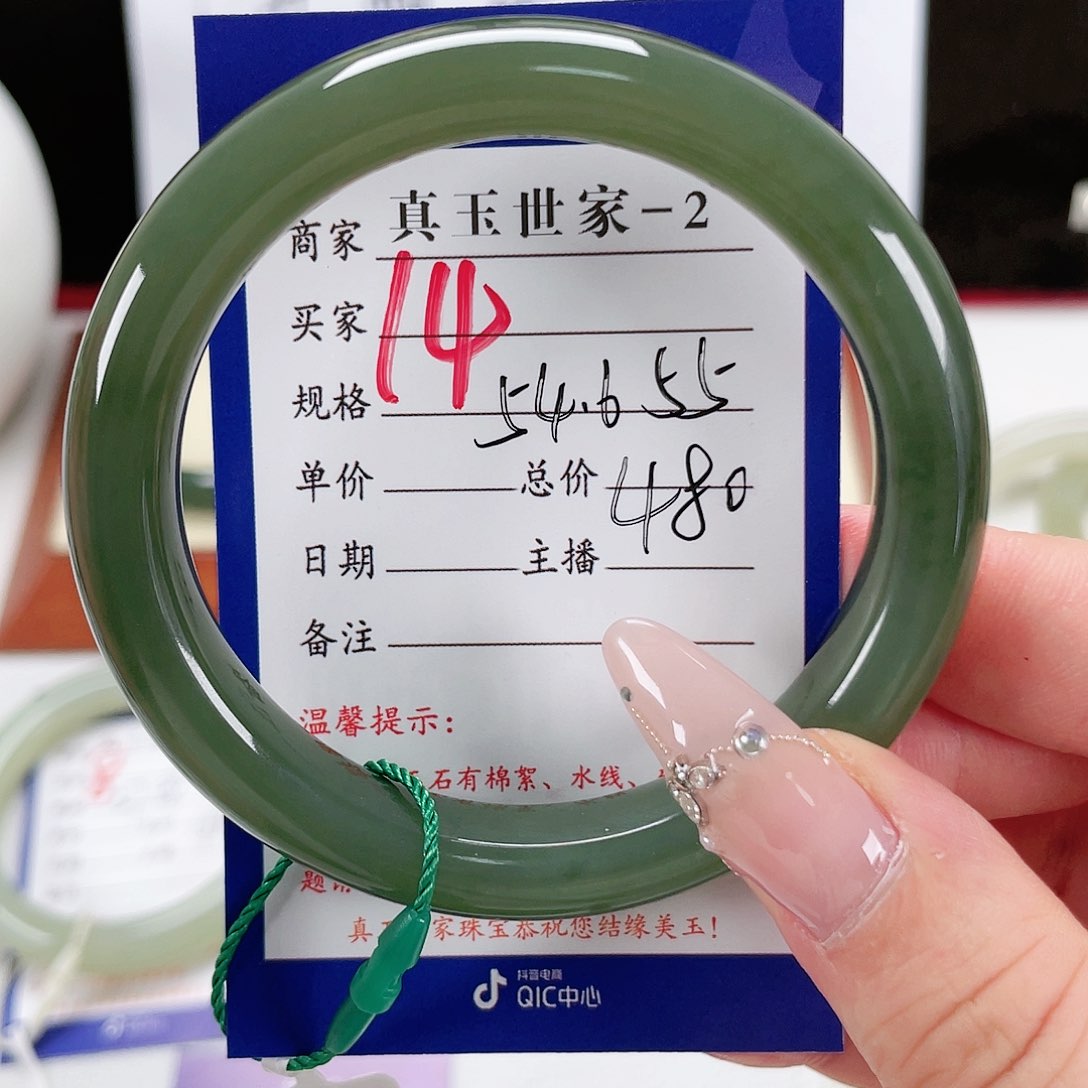 商家 真玉世家-2
买家 14
规格 54.6 55
单价 总价 480
日期 主播
备注
温馨提示:
石有棉絮、水线、
题
真 家珠宝恭祝您结缘美玉!
抖音电商
QIC中心